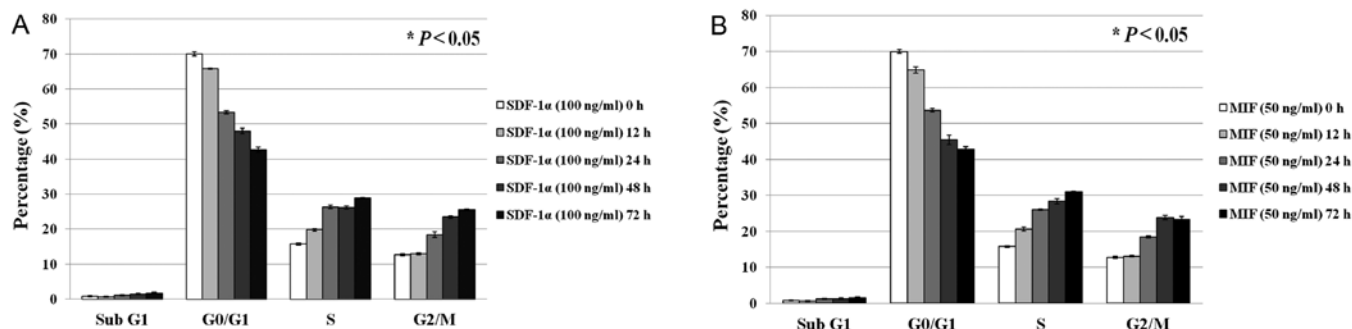 A
* P < 0.05
Percentage (%)
80
70
60
50
40
30
20
10
0
Sub G1
G0/G1
S
G2/M
SDF-1α (100 ng/ml) 0 h
SDF-1α (100 ng/ml) 12 h
SDF-1α (100 ng/ml) 24 h
SDF-1α (100 ng/ml) 48 h
SDF-1α (100 ng/ml) 72 h
B
* P < 0.05
Percentage (%)
80
70
60
50
40
30
20
10
0
Sub G1
G0/G1
S
G2/M
MIF (50 ng/ml) 0 h
MIF (50 ng/ml) 12 h
MIF (50 ng/ml) 24 h
MIF (50 ng/ml) 48 h
MIF (50 ng/ml) 72 h